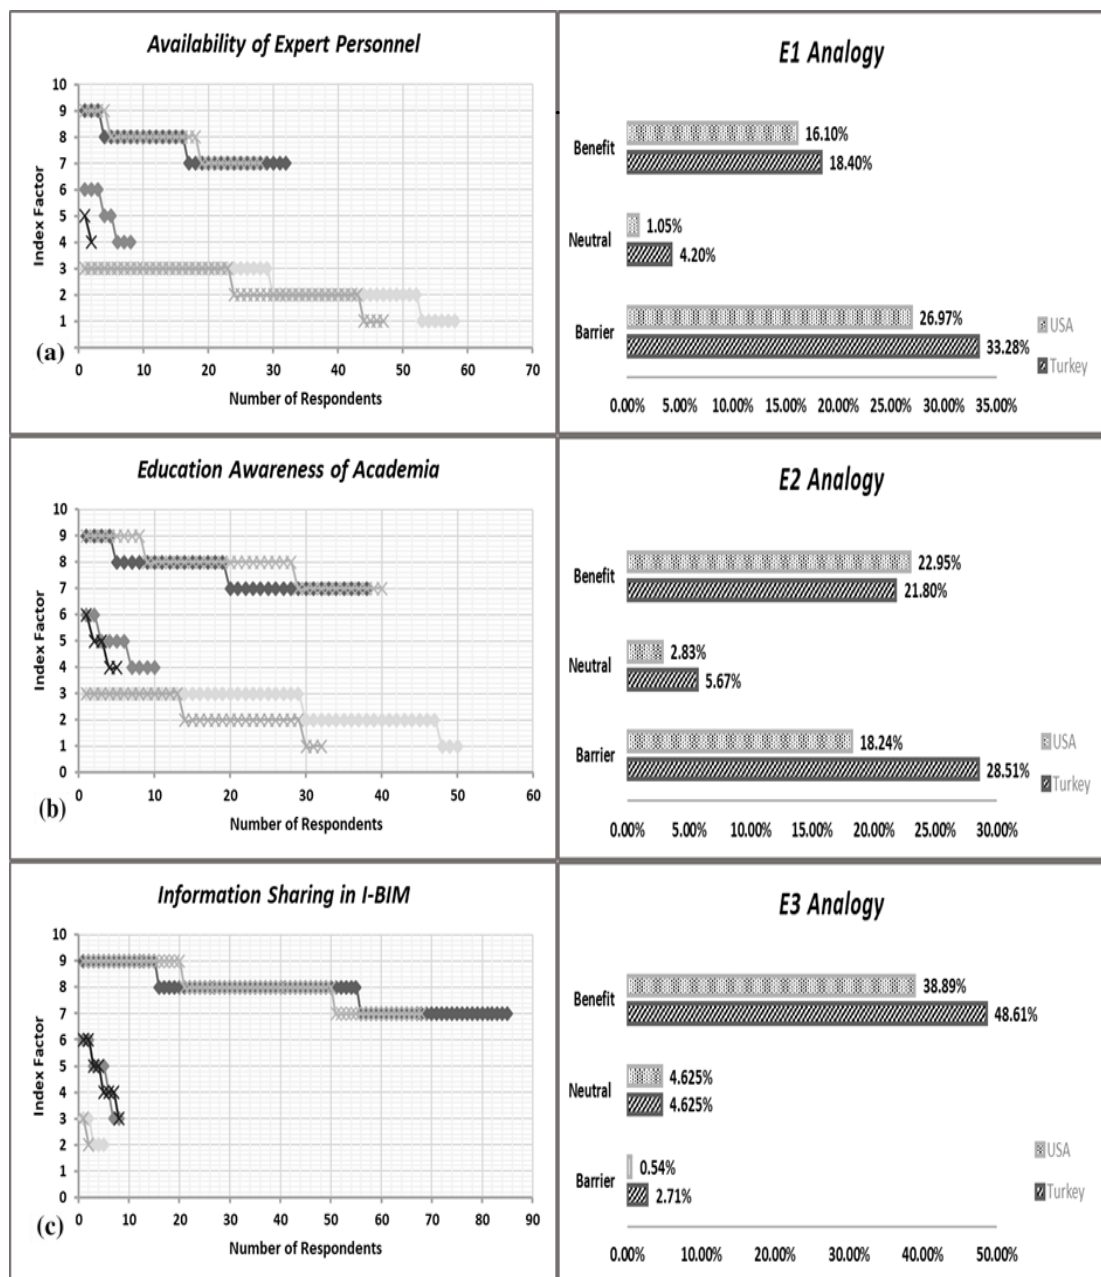 Availability of Expert Personnel
10
9
8
7
6
5
4
3
2
1
Index Factor
(a)
0 10 20 30 40 50 60 70
Number of Respondents
E1 Analogy
Benefit
16.10%
18.40%
Neutral
1.05%
4.20%
Barrier
26.97%
33.28%
USA
Turkey
0.00% 5.00% 10.00% 15.00% 20.00% 25.00% 30.00% 35.00%
Education Awareness of Academia
10
9
8
7
6
5
4
3
2
1
0
Index Factor
(b)
0 10 20 30 40 50 60
Number of Respondents
E2 Analogy
Benefit
22.95%
21.80%
Neutral
2.83%
5.67%
Barrier
18.24%
28.51%
USA
Turkey
0.00% 5.00% 10.00% 15.00% 20.00% 25.00% 30.00%
Information Sharing in I-BIM
10
9
8
7
6
5
4
3
2
1
0
Index Factor
(c)
0 10 20 30 40 50 60 70 85 90
Number of Respondents
E3 Analogy
Benefit
38.89%
48.61%
Neutral
4.625%
4.625%
Barrier
0.54%
2.71%
USA
Turkey
0.00% 10.00% 20.00% 30.00% 40.00% 50.00%